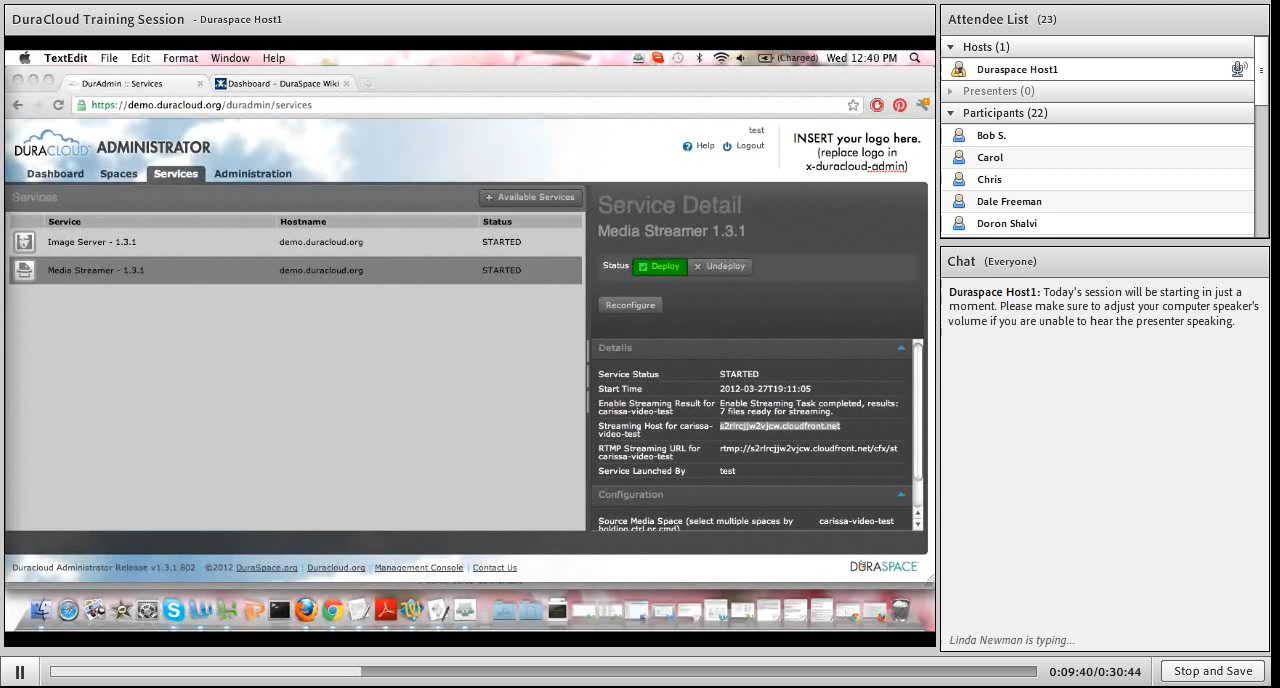 DuraCloud Training Session - Duraspace Host1
TextEdit File Edit Format Window Help
(Charged) Wed 12:40 PM
DurAdmin :: Services
Dashboard – DuraSpace Wiki
https://demo.duracloud.org/duradmin/services
DURACLOUD ADMINISTRATOR
test
Help Logout
INSERT your logo here.
(replace logo in
x-duracloud-admin)
Dashboard Spaces Services Administration
Services
+ Available Services
Service Hostname Status
Image Server - 1.3.1 demo.duracloud.org STARTED
Media Streamer - 1.3.1 demo.duracloud.org STARTED
Service Detail
Media Streamer 1.3.1
Status Deploy Undeploy
Reconfigure
Details
Service Status STARTED
Start Time 2012-03-27T19:11:05
Enable Streaming Result for Enable Streaming Task completed, results:
carissa-video-test 7 files ready for streaming.
Streaming Host for carissa- s2rlrcjjw2vjcw.cloudfront.net
video-test
RTMP Streaming URL for rtmp://s2rlrcjjw2vjcw.cloudfront.net/cfx/st
carissa-video-test
Service Launched By test
Configuration
Source Media Space (select multiple spaces by carissa-video-test
holding ctrl or cmd)
Duracloud Administrator Release v1.3.1 802 ©2012 DuraSpace.org | Duracloud.org | Management Console | Contact Us
DURASPACE
Attendee List (23)
Hosts (1)
Duraspace Host1
Presenters (0)
Participants (22)
Bob S.
Carol
Chris
Dale Freeman
Doron Shalvi
Chat (Everyone)
Duraspace Host1: Today's session will be starting in just a
moment. Please make sure to adjust your computer speaker's
volume if you are unable to hear the presenter speaking.
Linda Newman is typing...
0:09:40/0:30:44
Stop and Save